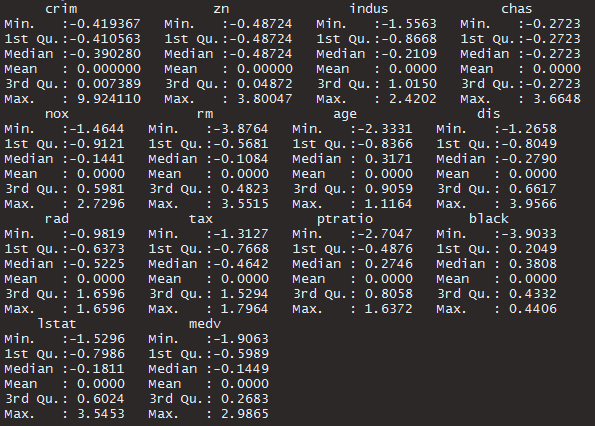 crim                 zn               indus              chas
Min.   :-0.419367   Min.   :-0.48724   Min.   :-1.5563   Min.   :-0.2723
1st Qu.:-0.410563   1st Qu.:-0.48724   1st Qu.:-0.8668   1st Qu.:-0.2723
Median :-0.390280   Median :-0.48724   Median :-0.2109   Median :-0.2723
Mean   : 0.000000   Mean   : 0.00000   Mean   : 0.0000   Mean   : 0.0000
3rd Qu.: 0.007389   3rd Qu.: 0.04872   3rd Qu.: 1.0150   3rd Qu.:-0.2723
Max.   : 9.924110   Max.   : 3.80047   Max.   : 2.4202   Max.   : 3.6648
      nox                rm               age               dis
Min.   :-1.4644   Min.   :-3.8764   Min.   :-2.3331   Min.   :-1.2658
1st Qu.:-0.9121   1st Qu.:-0.5681   1st Qu.:-0.8366   1st Qu.:-0.8049
Median :-0.1441   Median :-0.1084   Median : 0.3171   Median :-0.2790
Mean   : 0.0000   Mean   : 0.0000   Mean   : 0.0000   Mean   : 0.0000
3rd Qu.: 0.5981   3rd Qu.: 0.4823   3rd Qu.: 0.9059   3rd Qu.: 0.6617
Max.   : 2.7296   Max.   : 3.5515   Max.   : 1.1164   Max.   : 3.9566
      rad               tax             ptratio            black
Min.   :-0.9819   Min.   :-1.3127   Min.   :-2.7047   Min.   :-3.9033
1st Qu.:-0.6373   1st Qu.:-0.7668   1st Qu.:-0.4876   1st Qu.: 0.2049
Median :-0.5225   Median :-0.4642   Median : 0.2746   Median : 0.3808
Mean   : 0.0000   Mean   : 0.0000   Mean   : 0.0000   Mean   : 0.0000
3rd Qu.: 1.6596   3rd Qu.: 1.5294   3rd Qu.: 0.8058   3rd Qu.: 0.4332
Max.   : 1.6596   Max.   : 1.7964   Max.   : 1.6372   Max.   : 0.4406
     lstat              medv
Min.   :-1.5296   Min.   :-1.9063
1st Qu.:-0.7986   1st Qu.:-0.5989
Median :-0.1811   Median :-0.1449
Mean   : 0.0000   Mean   : 0.0000
3rd Qu.: 0.6024   3rd Qu.: 0.2683
Max.   : 3.5453   Max.   : 2.9865